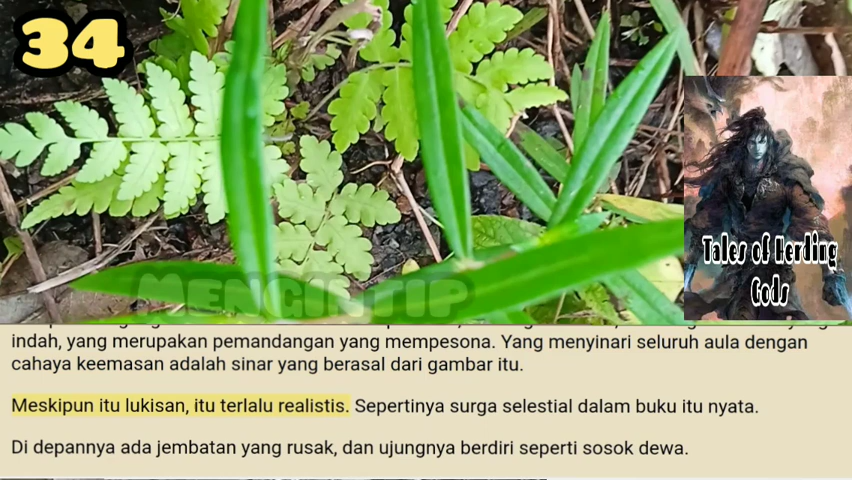 34
Tales of Herding
Gods
MENGINTIP
indah, yang merupakan pemandangan yang mempesona. Yang menyinari seluruh aula dengan
cahaya keemasan adalah sinar yang berasal dari gambar itu.
Meskipun itu lukisan, itu terlalu realistis. Sepertinya surga selestial dalam buku itu nyata.
Di depannya ada jembatan yang rusak, dan ujungnya berdiri seperti sosok dewa.